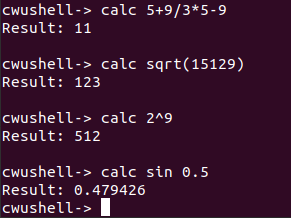 cwushell-> calc 5+9/3*5-9
Result: 11
cwushell-> calc sqrt(15129)
Result: 123
cwushell-> calc 2^9
Result: 512
cwushell-> calc sin 0.5
Result: 0.479426
cwushell->